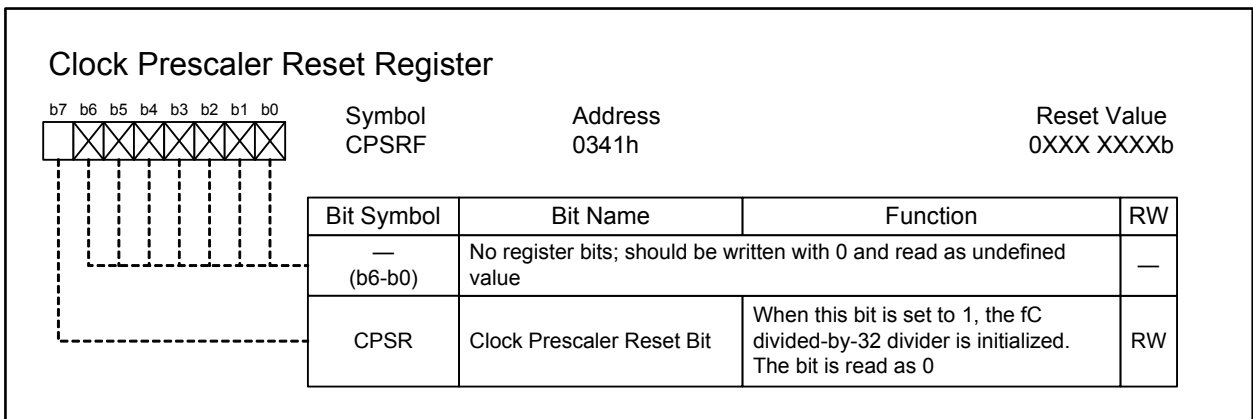 Clock Prescaler Reset Register
b7 b6 b5 b4 b3 b2 b1 b0
Symbol Address Reset Value
CPSRF 0341h 0XXX XXXXb
Bit Symbol Bit Name Function RW
—
(b6-b0)
No register bits; should be written with 0 and read as undefined
value
—
CPSR
Clock Prescaler Reset Bit
When this bit is set to 1, the fC
divided-by-32 divider is initialized.
The bit is read as 0
RW